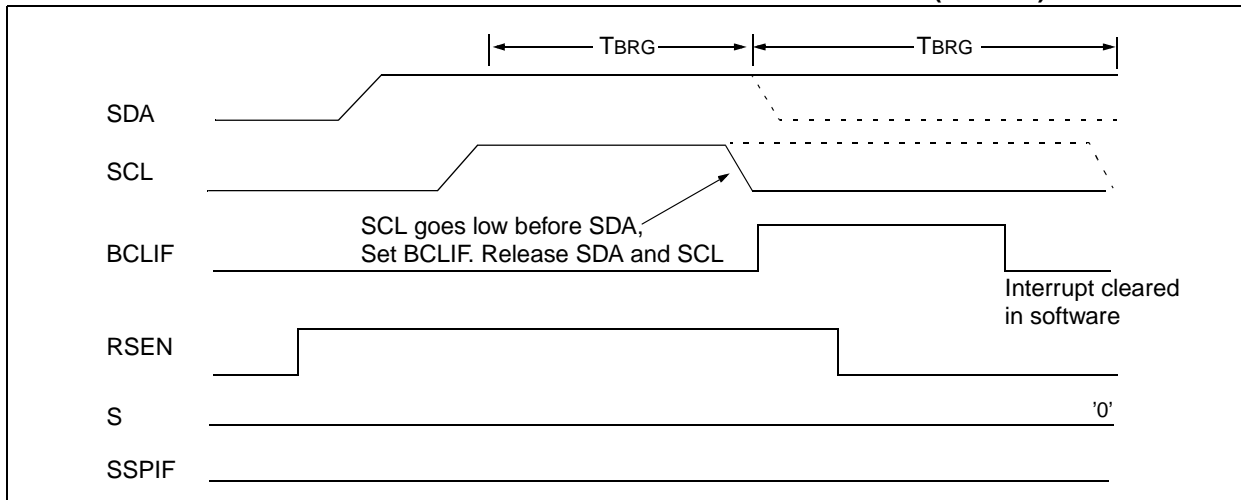 TBRG TBRG
SDA
SCL
SCL goes low before SDA,
Set BCLIF. Release SDA and SCL
BCLIF
Interrupt cleared
in software
RSEN
S '0'
SSPIF